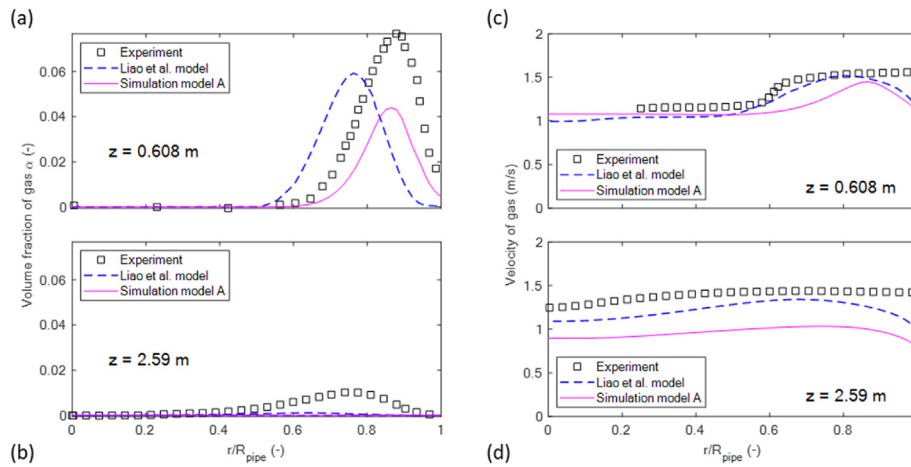 (a)
Experiment
Liao et al. model
Simulation model A
z = 0.608 m
0.06
0.04
0.02
0
Experiment
Liao et al. model
Simulation model A
z = 2.59 m
0.06
0.04
0.02
0
Volume fraction of gas α (-)
0 0.2 0.4 0.6 0.8 1
r/Rpipe (-)
(b)
(c)
2
1.5
1
0.5
0
Experiment
Liao et al. model
Simulation model A
z = 0.608 m
2
1.5
1
0.5
0
Experiment
Liao et al. model
Simulation model A
z = 2.59 m
Velocity of gas (m/s)
0 0.2 0.4 0.6 0.8
r/Rpipe (-)
(d)